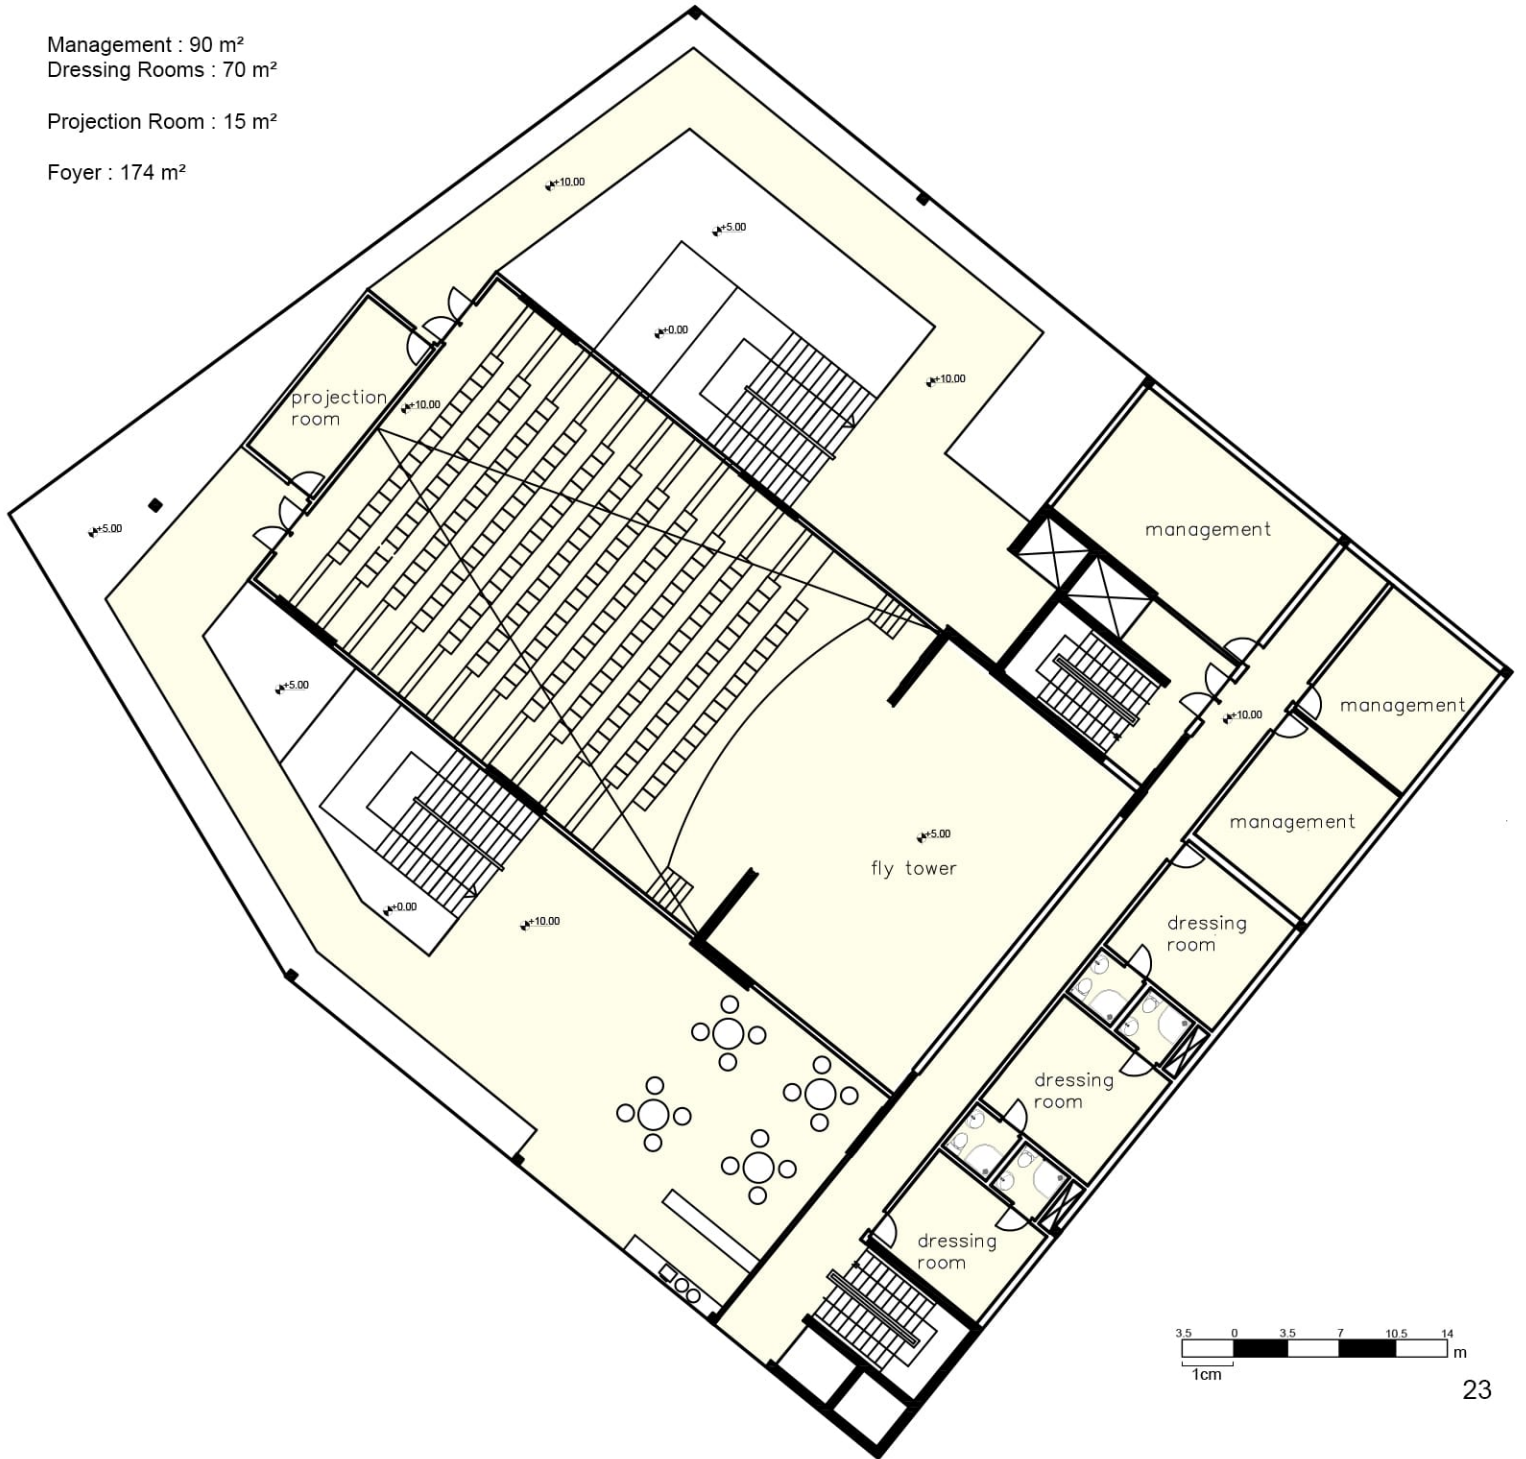 Management : 90 m²
Dressing Rooms : 70 m²
Projection Room : 15 m²
Foyer : 174 m²
+10.00
+5.00
+0.00
+10.00
projection
room
+10.00
+5.00
management
management
+10.00
+5.00
management
+5.00
fly tower
+0.00
+10.00
dressing
room
dressing
room
dressing
room
3.5 0 3.5 7 10.5 14
m
1cm
23